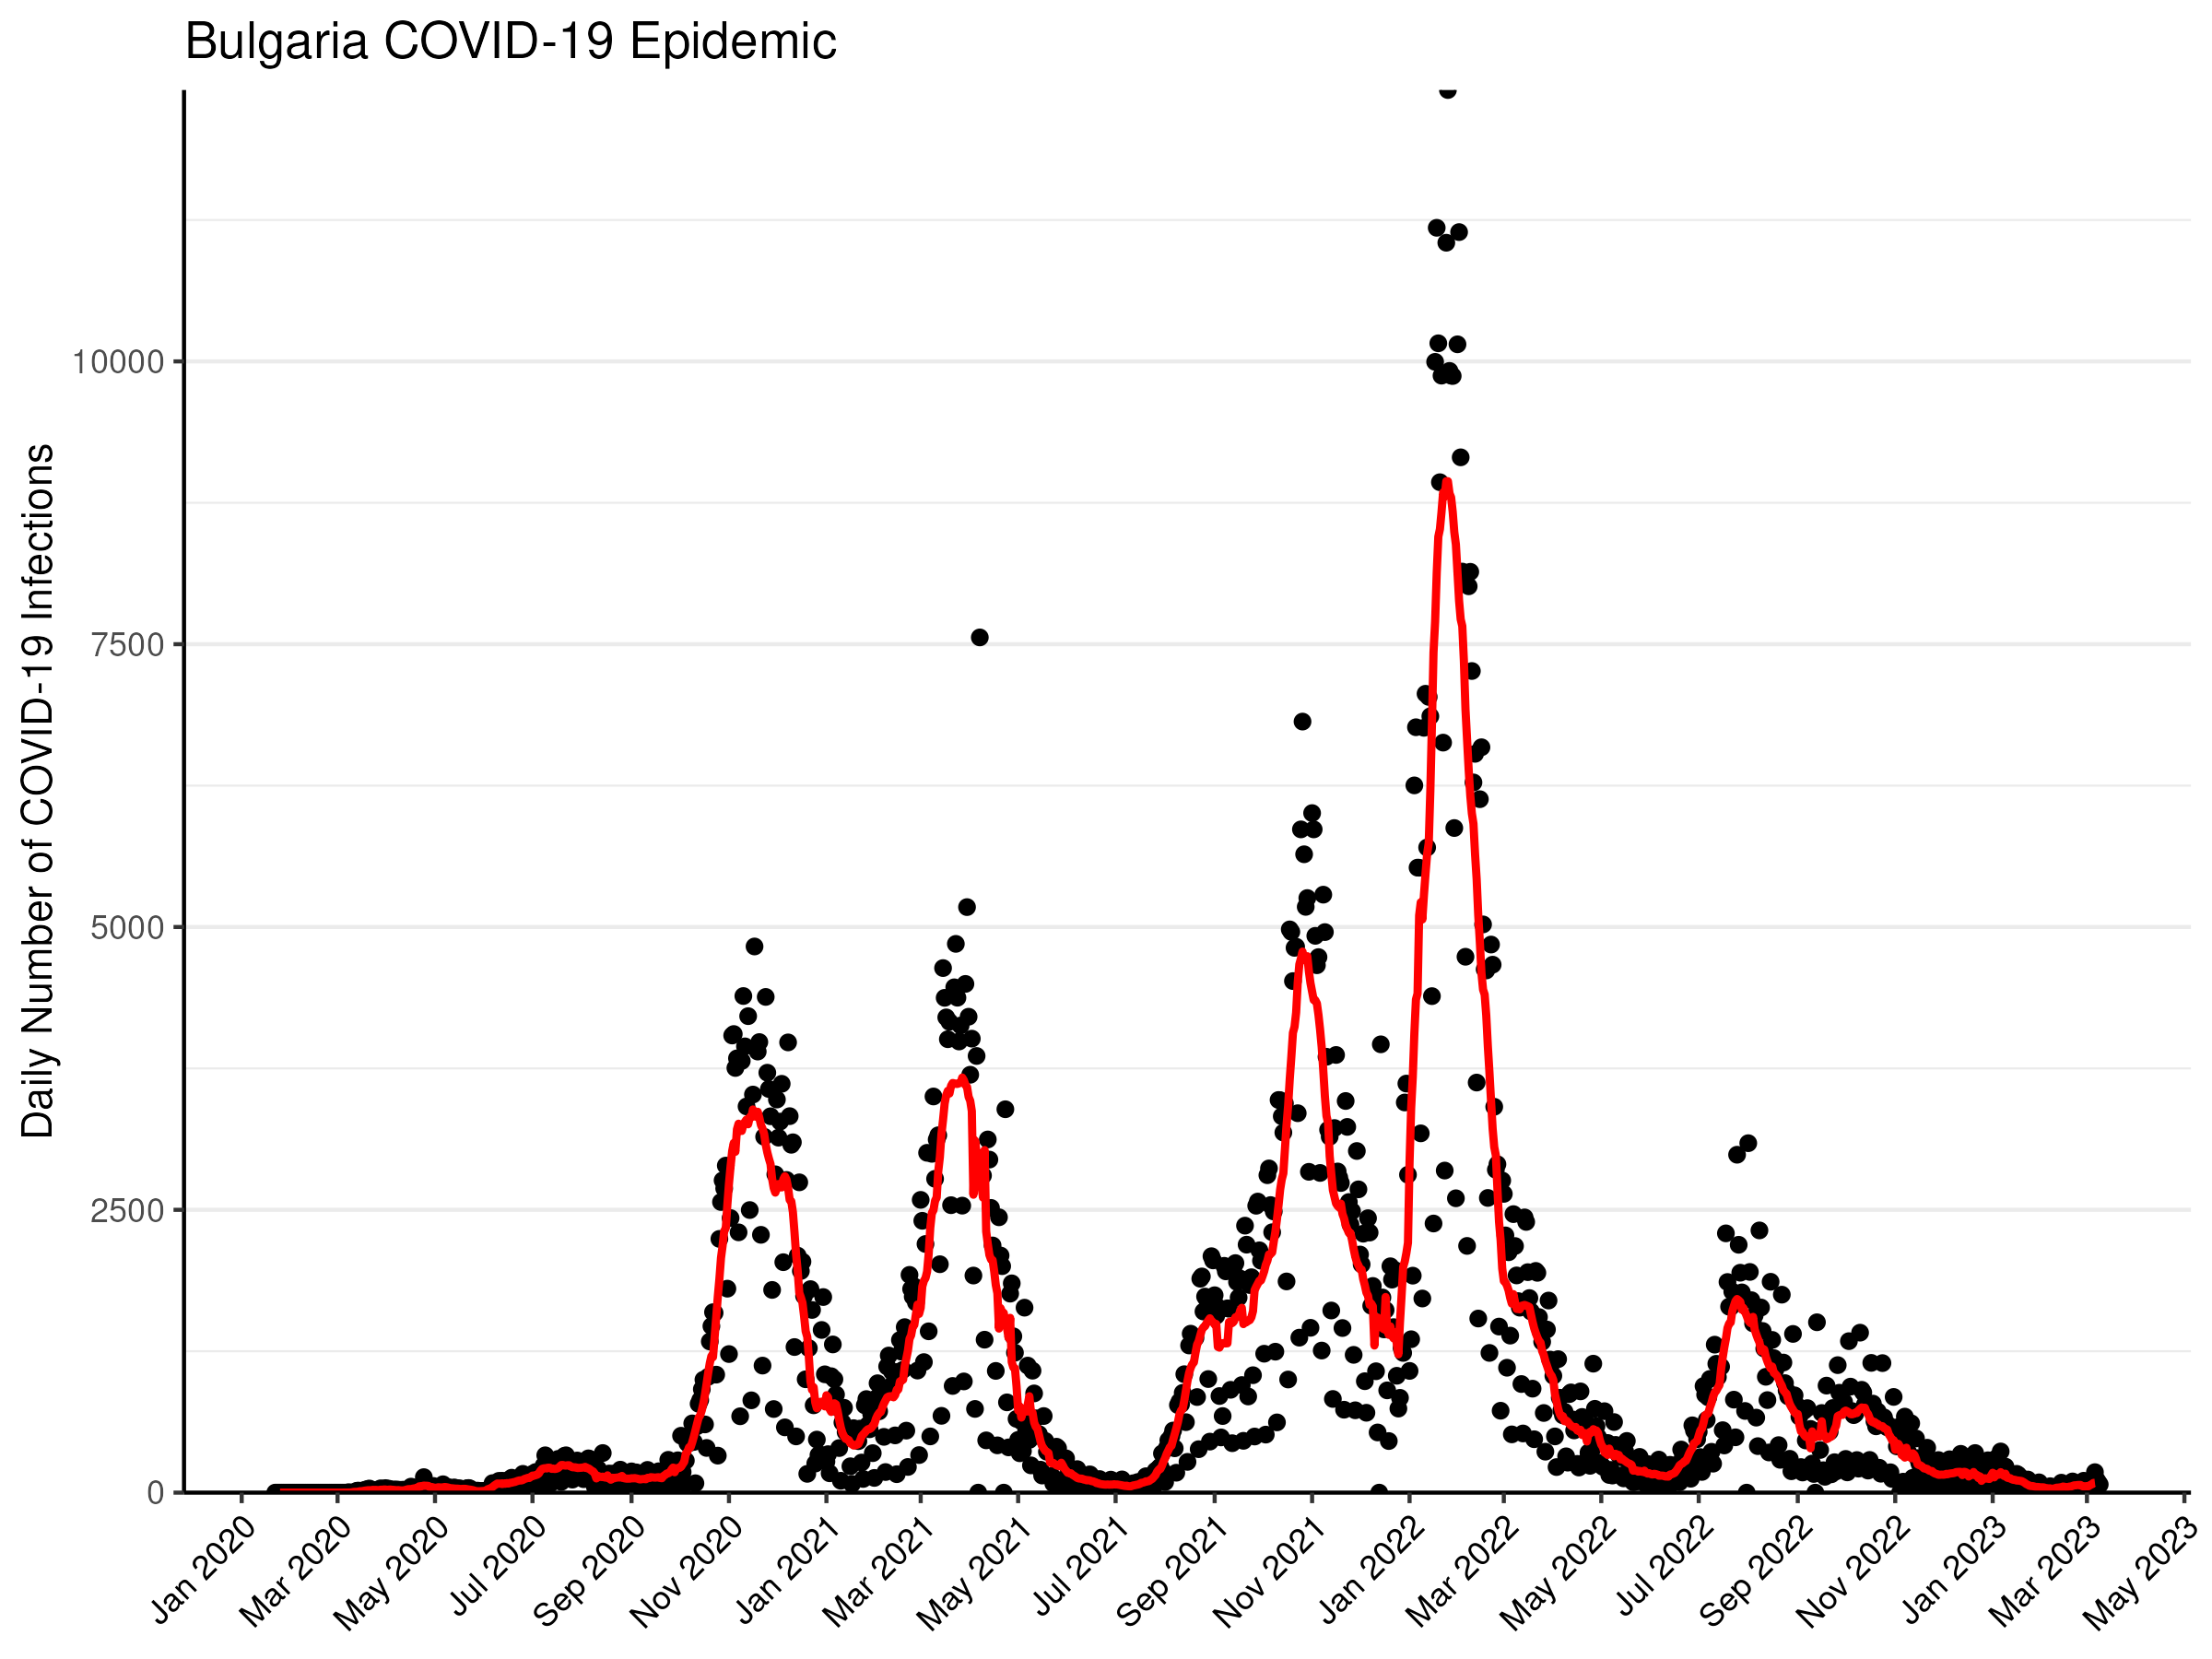 Bulgaria COVID-19 Epidemic
Daily Number of COVID-19 Infections
10000
7500
5000
2500
0
Jan 2020
Mar 2020
May 2020
Jul 2020
Sep 2020
Nov 2020
Jan 2021
Mar 2021
May 2021
Jul 2021
Sep 2021
Nov 2021
Jan 2022
Mar 2022
May 2022
Jul 2022
Sep 2022
Nov 2022
Jan 2023
Mar 2023
May 2023